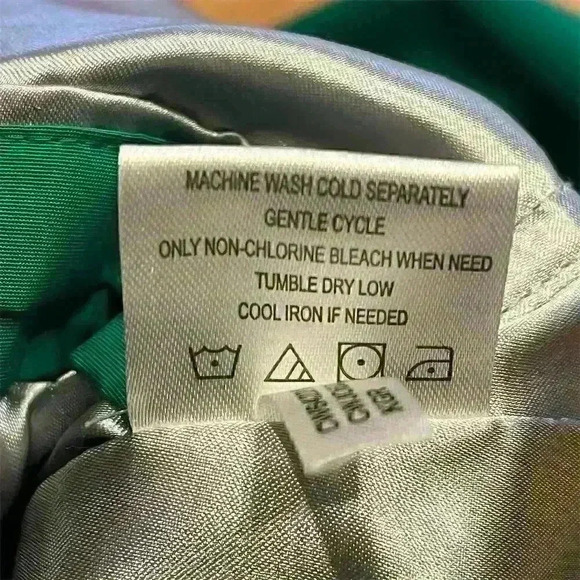 MACHINE WASH COLD SEPARATELY
GENTLE CYCLE
ONLY NON-CHLORINE BLEACH WHEN NEED
TUMBLE DRY LOW
COOL IRON IF NEEDED